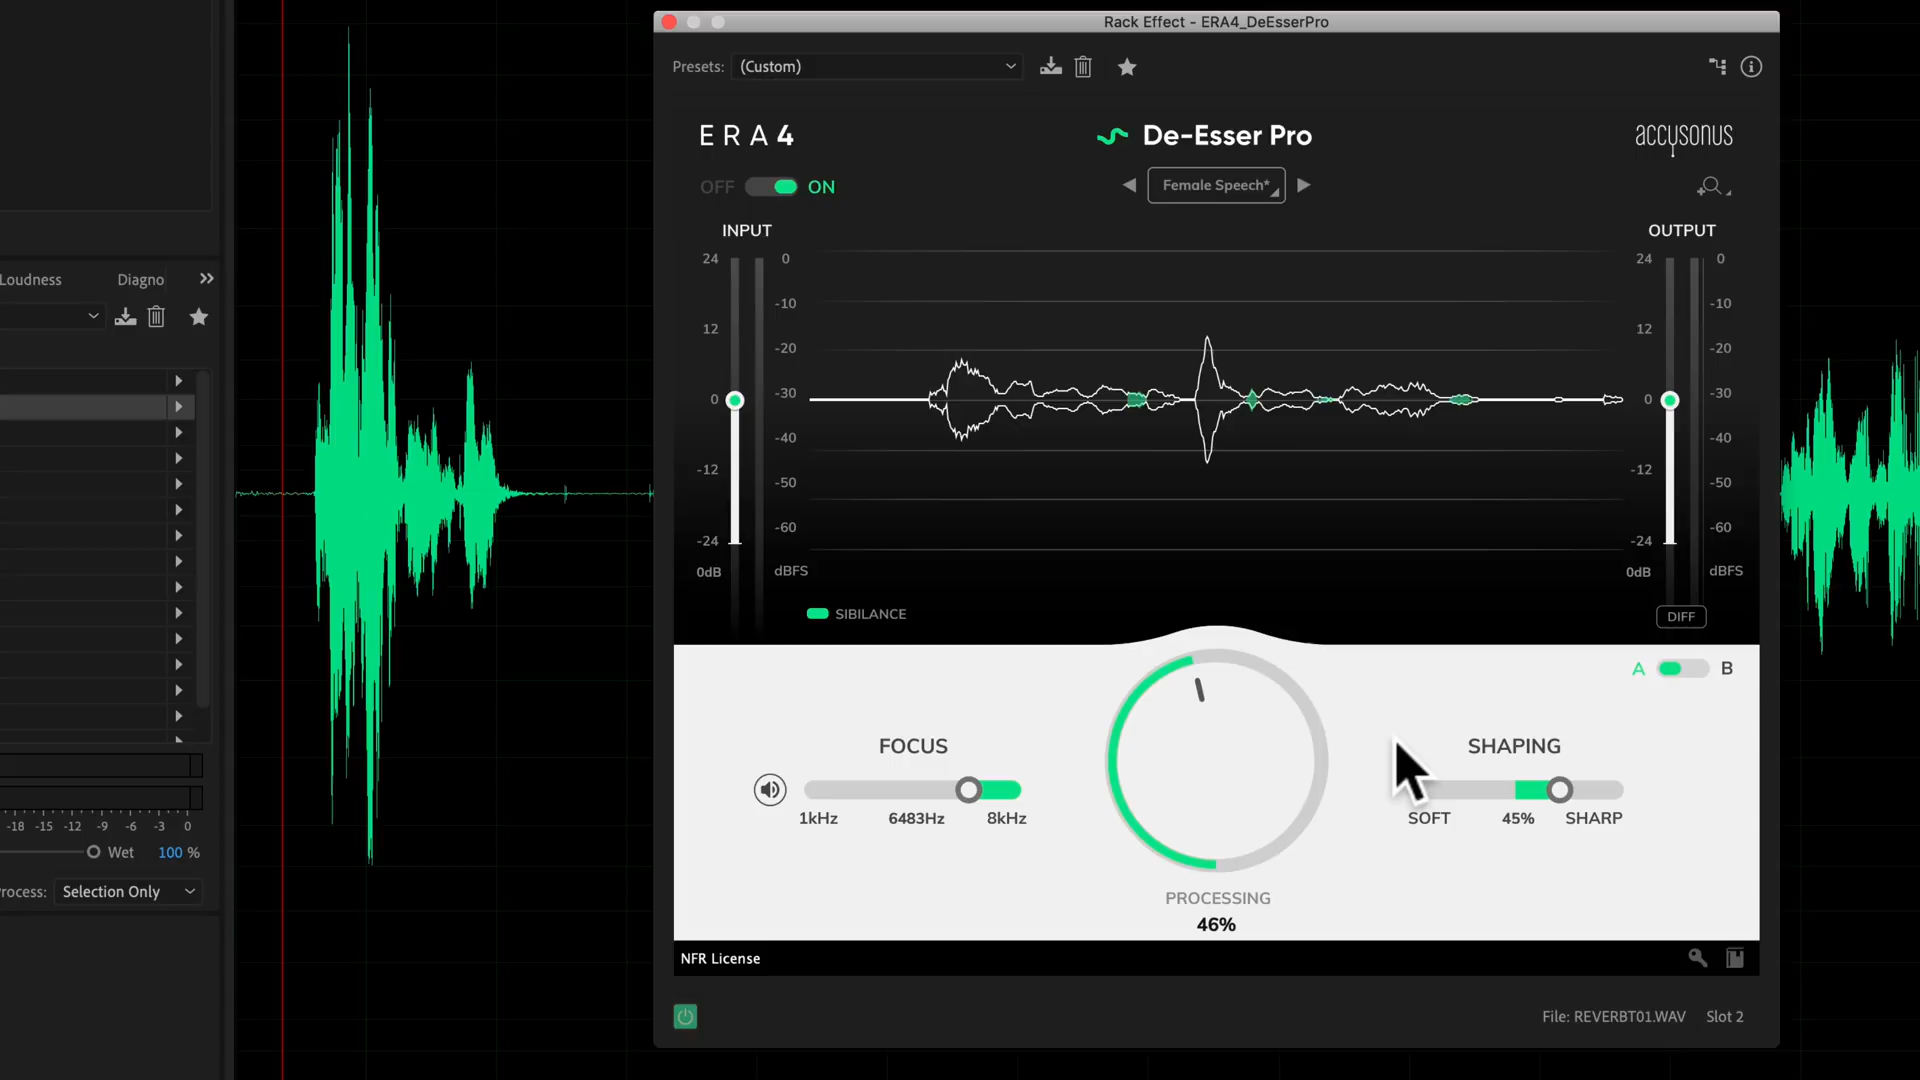 Rack Effect - ERA4_DeEsserPro
Presets: (Custom)
ERA4
De-Esser Pro
accusonus
OFF ON
Female Speech*
INPUT
OUTPUT
24 0
-10
12
-20
0 -30
-40
-12
-50
-60
-24
0dB dBFS
24 0
-10
12
-20
0 -30
-40
-12
-50
-60
-24
0dB dBFS
SIBILANCE
DIFF
A B
FOCUS
1kHz 6483Hz 8kHz
SHAPING
SOFT 45% SHARP
PROCESSING
46%
NFR License
File: REVERBT01.WAV Slot 2
Loudness Diagno
-18 -15 -12 -9 -6 -3 0
Wet 100 %
rocess: Selection Only